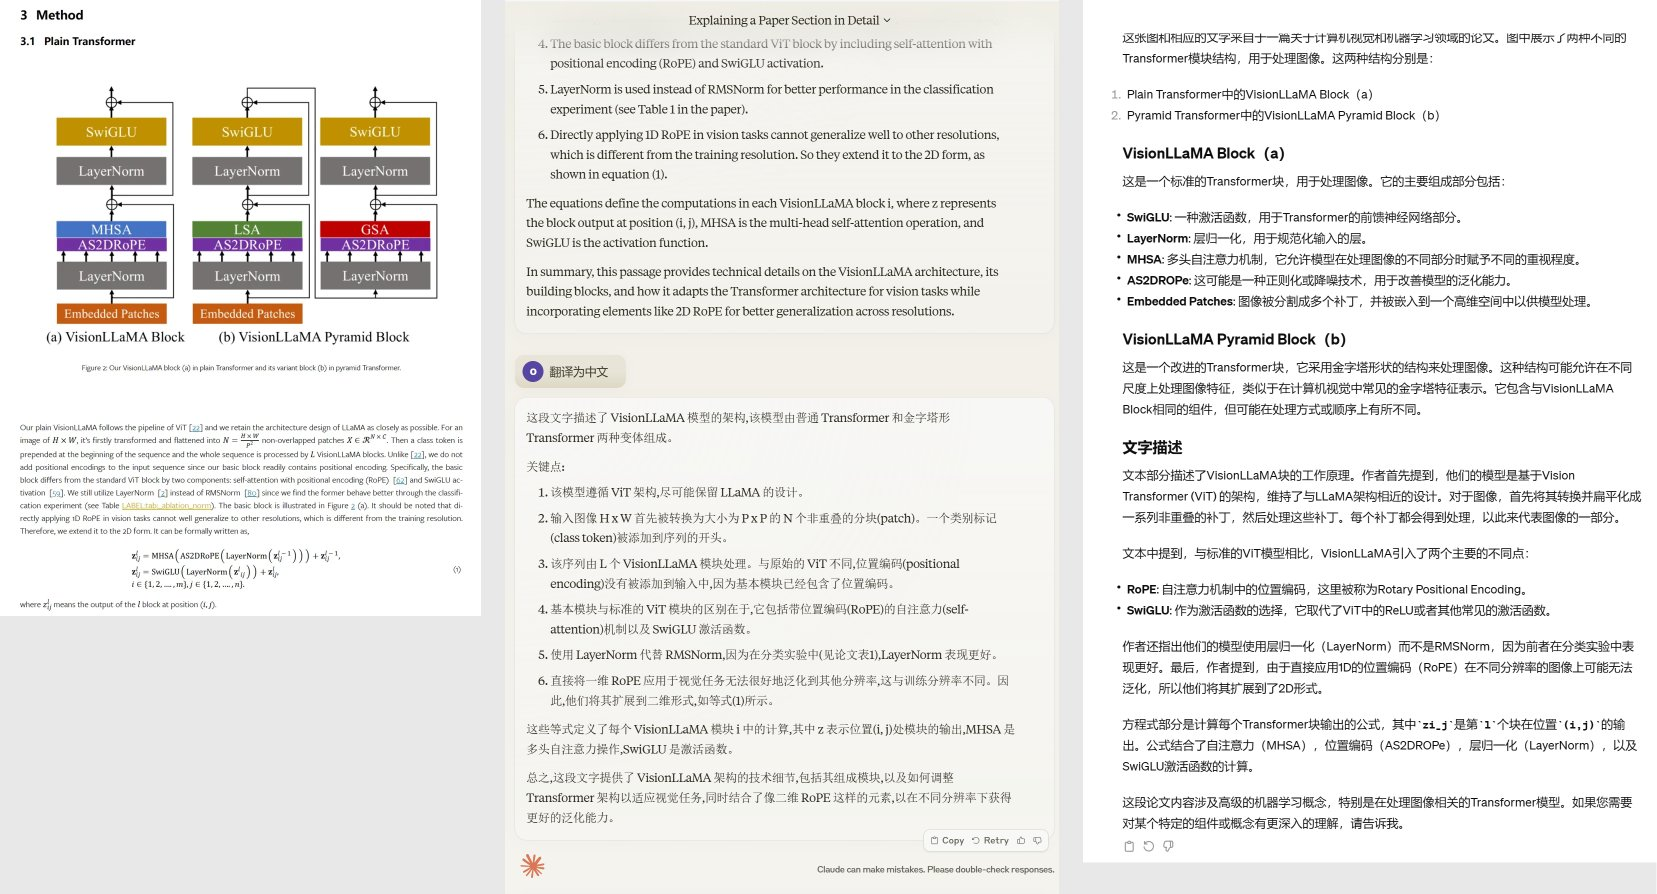 3 Method
3.1 Plain Transformer
SwiGLU
SwiGLU
SwiGLU
LayerNorm
LayerNorm
LayerNorm
MHSA
LSA
GSA
AS2DRoPE
AS2DRoPE
AS2DRoPE
LayerNorm
LayerNorm
LayerNorm
Embedded Patches
Embedded Patches
(a) VisionLLaMA Block
(b) VisionLLaMA Pyramid Block
Figure 2: Our VisionLLaMA block (a) in plain Transformer and its variant block (b) in pyramid Transformer.
Our plain VisionLLaMA follows the pipeline of ViT [22] and we retain the architecture design of LLaMA as closely as possible. For an
image of H × W, it's firstly transformed and flattened into N = H×W/P² non-overlapped patches X ∈ ℛ^{N×C}. Then a class token is
prepended at the beginning of the sequence and the whole sequence is processed by L VisionLLaMA blocks. Unlike [22], we do not
add positional encodings to the input sequence since our basic block readily contains positional encoding. Specifically, the basic
block differs from the standard ViT block by two components: self-attention with positional encoding (RoPE) [62] and SwiGLU ac-
tivation [59]. We still utilize LayerNorm [2] instead of RMSNorm [80] since we find the former behave better through the classifi-
cation experiment (see Table LABEL:tab:_ablation_norm). The basic block is illustrated in Figure 2 (a). It should be noted that di-
rectly applying 1D RoPE in vision tasks cannot well generalize to other resolutions, which is different from the training resolution.
Therefore, we extend it to the 2D form. It can be formally written as,
z^l_{ij} = MHSA(AS2DRoPE(LayerNorm(z^{l-1}_{ij}))) + z^{l-1}_{ij},
z^l_{ij} = SwiGLU(LayerNorm(z^l_{ij})) + z^l_{ij},
(1)
i ∈ {1, 2, ...., m}, j ∈ {1, 2, ...., n}.
where z^l_{ij} means the output of the l block at position (i, j).
Explaining a Paper Section in Detail
4. The basic block differs from the standard ViT block by including self-attention with
positional encoding (RoPE) and SwiGLU activation.
5. LayerNorm is used instead of RMSNorm for better performance in the classification
experiment (see Table 1 in the paper).
6. Directly applying 1D RoPE in vision tasks cannot generalize well to other resolutions,
which is different from the training resolution. So they extend it to the 2D form, as
shown in equation (1).
The equations define the computations in each VisionLLaMA block i, where z represents
the block output at position (i, j), MHSA is the multi-head self-attention operation, and
SwiGLU is the activation function.
In summary, this passage provides technical details on the VisionLLaMA architecture, its
building blocks, and how it adapts the Transformer architecture for vision tasks while
incorporating elements like 2D RoPE for better generalization across resolutions.
O 翻译为中文
这段文字描述了 VisionLLaMA 模型的架构,该模型由普通 Transformer 和金字塔形
Transformer 两种变体组成。
关键点:
1. 该模型遵循 ViT 架构,尽可能保留 LLaMA 的设计。
2. 输入图像 H x W 首先被转换为大小为 P x P 的 N 个非重叠的分块(patch)。一个类别标记
(class token)被添加到序列的开头。
3. 该序列由 L 个 VisionLLaMA 模块处理。与原始的 ViT 不同,位置编码(positional
encoding)没有被添加到输入中,因为基本模块已经包含了位置编码。
4. 基本模块与标准的 ViT 模块的区别在于,它包括带位置编码(RoPE)的自注意力(self-
attention)机制以及 SwiGLU 激活函数。
5. 使用 LayerNorm 代替 RMSNorm,因为在分类实验中(见论文表1),LayerNorm 表现更好。
6. 直接将一维 RoPE 应用于视觉任务无法很好地泛化到其他分辨率,这与训练分辨率不同。因
此,他们将其扩展到二维形式,如等式(1)所示。
这些等式定义了每个 VisionLLaMA 模块 i 中的计算,其中 z 表示位置(i, j)处模块的输出,MHSA 是
多头自注意力操作,SwiGLU 是激活函数。
总之,这段文字提供了 VisionLLaMA 架构的技术细节,包括其组成模块,以及如何调整
Transformer 架构以适应视觉任务,同时结合了像二维 RoPE 这样的元素,以在不同分辨率下获得
更好的泛化能力。
Copy Retry
Claude can make mistakes. Please double-check responses.
这张图和相应的文字来自于一篇关于计算机视觉和机器学习领域的论文。图中展示了两种不同的
Transformer模块结构，用于处理图像。这两种结构分别是：
1. Plain Transformer中的VisionLLaMA Block（a）
2. Pyramid Transformer中的VisionLLaMA Pyramid Block（b）
VisionLLaMA Block（a）
这是一个标准的Transformer块，用于处理图像。它的主要组成部分包括：
• SwiGLU: 一种激活函数，用于Transformer的前馈神经网络部分。
• LayerNorm: 层归一化，用于规范化输入的层。
• MHSA: 多头自注意力机制，它允许模型在处理图像的不同部分时赋予不同的重视程度。
• AS2DROPe: 这可能是一种正则化或降噪技术，用于改善模型的泛化能力。
• Embedded Patches: 图像被分割成多个补丁，并被嵌入到一个高维空间中以供模型处理。
VisionLLaMA Pyramid Block（b）
这是一个改进的Transformer块，它采用金字塔形状的结构来处理图像。这种结构可能允许在不同
尺度上处理图像特征，类似于在计算机视觉中常见的金字塔特征表示。它包含与VisionLLaMA
Block相同的组件，但可能在处理方式或顺序上有所不同。
文字描述
文本部分描述了VisionLLaMA块的工作原理。作者首先提到，他们的模型是基于Vision
Transformer (ViT) 的架构，维持了与LLaMA架构相近的设计。对于图像，首先将其转换并扁平化成
一系列非重叠的补丁，然后处理这些补丁。每个补丁都会得到处理，以此来代表图像的一部分。
文本中提到，与标准的ViT模型相比，VisionLLaMA引入了两个主要的不同点：
• RoPE: 自注意力机制中的位置编码，这里被称为Rotary Positional Encoding。
• SwiGLU: 作为激活函数的选择，它取代了ViT中的ReLU或者其他常见的激活函数。
作者还指出他们的模型使用层归一化（LayerNorm）而不是RMSNorm，因为前者在分类实验中表
现更好。最后，作者提到，由于直接应用1D的位置编码（RoPE）在不同分辨率的图像上可能无法
泛化，所以他们将其扩展到了2D形式。
方程式部分是计算每个Transformer块输出的公式，其中`zi_j`是第`l`个块在位置`(i,j)`的输
出。公式结合了自注意力（MHSA），位置编码（AS2DROPe），层归一化（LayerNorm），以及
SwiGLU激活函数的计算。
这段论文内容涉及高级的机器学习概念，特别是在处理图像相关的Transformer模型。如果您需要
对某个特定的组件或概念有更深入的理解，请告诉我。